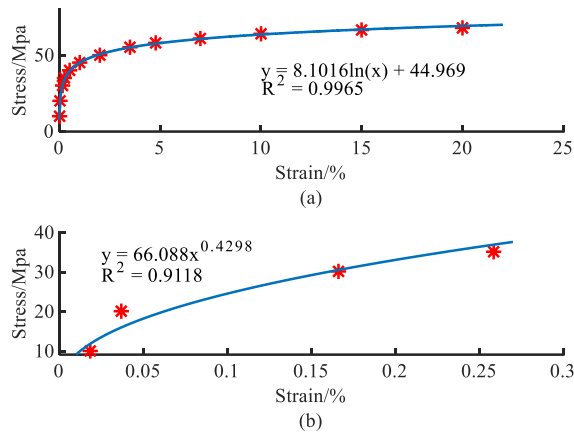 Stress/Mpa
50
0
y = 8.1016ln(x) + 44.969
R² = 0.9965
0 5 10 15 20 25
Strain/%
(a)
Stress/Mpa
40
30
20
10
y = 66.088x^0.4298
R² = 0.9118
0 0.05 0.1 0.15 0.2 0.25 0.3
Strain/%
(b)